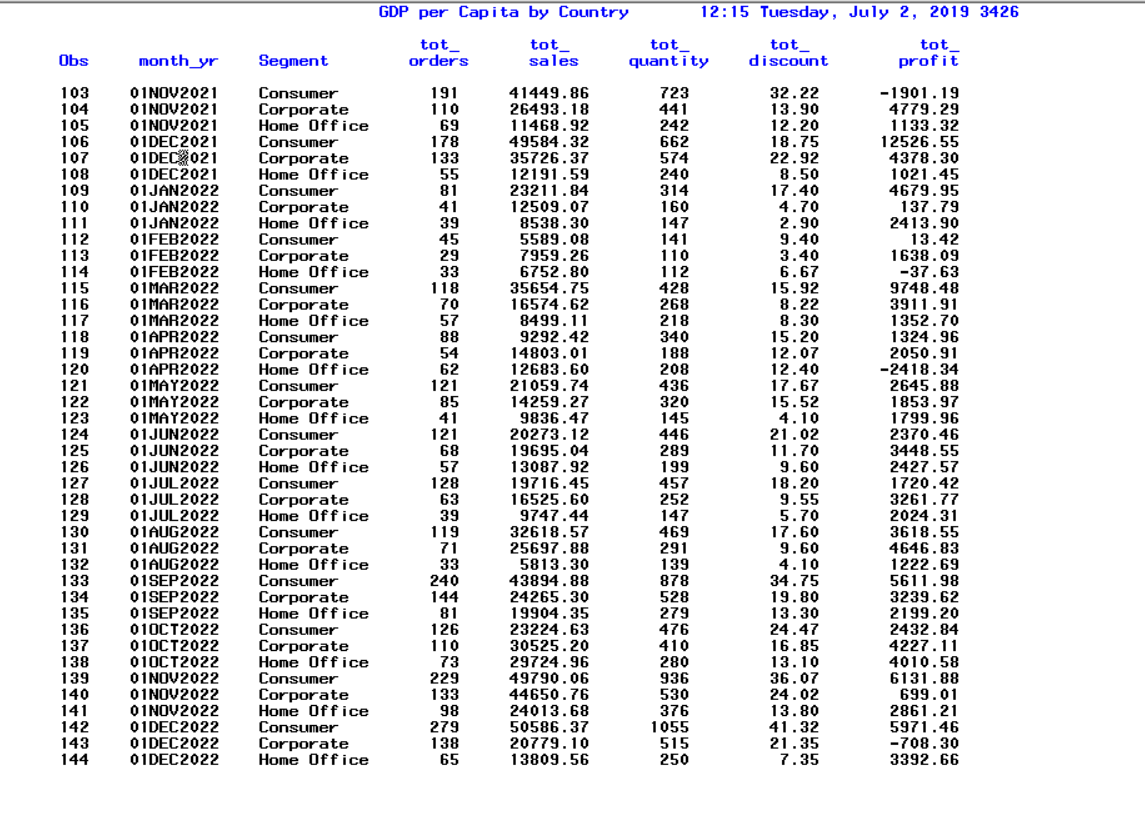 GDP per Capita by Country 12:15 Tuesday, July 2, 2019 3426
tot_ tot_ tot_ tot_ tot_
Obs month_yr Segment orders sales quantity discount profit
103 01NOV2021 Consumer 191 41449.86 723 32.22 -1901.19
104 01NOV2021 Corporate 110 26493.18 441 13.90 4779.29
105 01NOV2021 Home Office 69 11468.92 242 12.20 1133.32
106 01DEC2021 Consumer 178 49584.32 662 18.75 12526.55
107 01DEC2021 Corporate 133 35726.37 574 22.92 4378.30
108 01DEC2021 Home Office 55 12191.59 240 8.50 1021.45
109 01JAN2022 Consumer 81 23211.84 314 17.40 4679.95
110 01JAN2022 Corporate 41 12509.07 160 4.70 137.79
111 01JAN2022 Home Office 39 8538.30 147 2.90 2413.90
112 01FEB2022 Consumer 45 5589.08 141 9.40 13.42
113 01FEB2022 Corporate 29 7959.26 110 3.40 1638.09
114 01FEB2022 Home Office 33 6752.80 112 6.67 -37.63
115 01MAR2022 Consumer 118 35654.75 428 15.92 9748.48
116 01MAR2022 Corporate 70 16574.62 268 8.22 3911.91
117 01MAR2022 Home Office 57 8499.11 218 8.30 1352.70
118 01APR2022 Consumer 88 9292.42 340 15.20 1324.96
119 01APR2022 Corporate 54 14803.01 188 12.07 2050.91
120 01APR2022 Home Office 62 12683.60 208 12.40 -2418.34
121 01MAY2022 Consumer 121 21059.74 436 17.67 2645.88
122 01MAY2022 Corporate 85 14259.27 320 15.52 1853.97
123 01MAY2022 Home Office 41 9836.47 145 4.10 1799.96
124 01JUN2022 Consumer 121 20273.12 446 21.02 2370.46
125 01JUN2022 Corporate 68 19695.04 289 11.70 3448.55
126 01JUN2022 Home Office 57 13087.92 199 9.60 2427.57
127 01JUL2022 Consumer 128 19716.45 457 18.20 1720.42
128 01JUL2022 Corporate 63 16525.60 252 9.55 3261.77
129 01JUL2022 Home Office 39 9747.44 147 5.70 2024.31
130 01AUG2022 Consumer 119 32618.57 469 17.60 3618.55
131 01AUG2022 Corporate 71 25697.88 291 9.60 4646.83
132 01AUG2022 Home Office 33 5813.30 139 4.10 1222.69
133 01SEP2022 Consumer 240 43894.88 878 34.75 5611.98
134 01SEP2022 Corporate 144 24265.30 528 19.80 3239.62
135 01SEP2022 Home Office 81 19904.35 279 13.30 2199.20
136 01OCT2022 Consumer 126 23224.63 476 24.47 2432.84
137 01OCT2022 Corporate 110 30525.20 410 16.85 4227.11
138 01OCT2022 Home Office 73 29724.96 280 13.10 4010.58
139 01NOV2022 Consumer 229 49790.06 936 36.07 6131.88
140 01NOV2022 Corporate 133 44650.76 530 24.02 699.01
141 01NOV2022 Home Office 98 24013.68 376 13.80 2861.21
142 01DEC2022 Consumer 279 50586.37 1055 41.32 5971.46
143 01DEC2022 Corporate 138 20779.10 515 21.35 -708.30
144 01DEC2022 Home Office 65 13809.56 250 7.35 3392.66